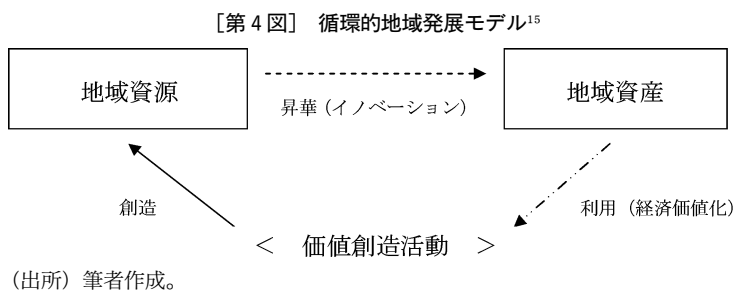 ［第４図］　循環的地域発展モデル¹⁵
地域資源
地域資産
昇華（イノベーション）
創造
利用（経済価値化）
＜　価値創造活動　＞
（出所）筆者作成。